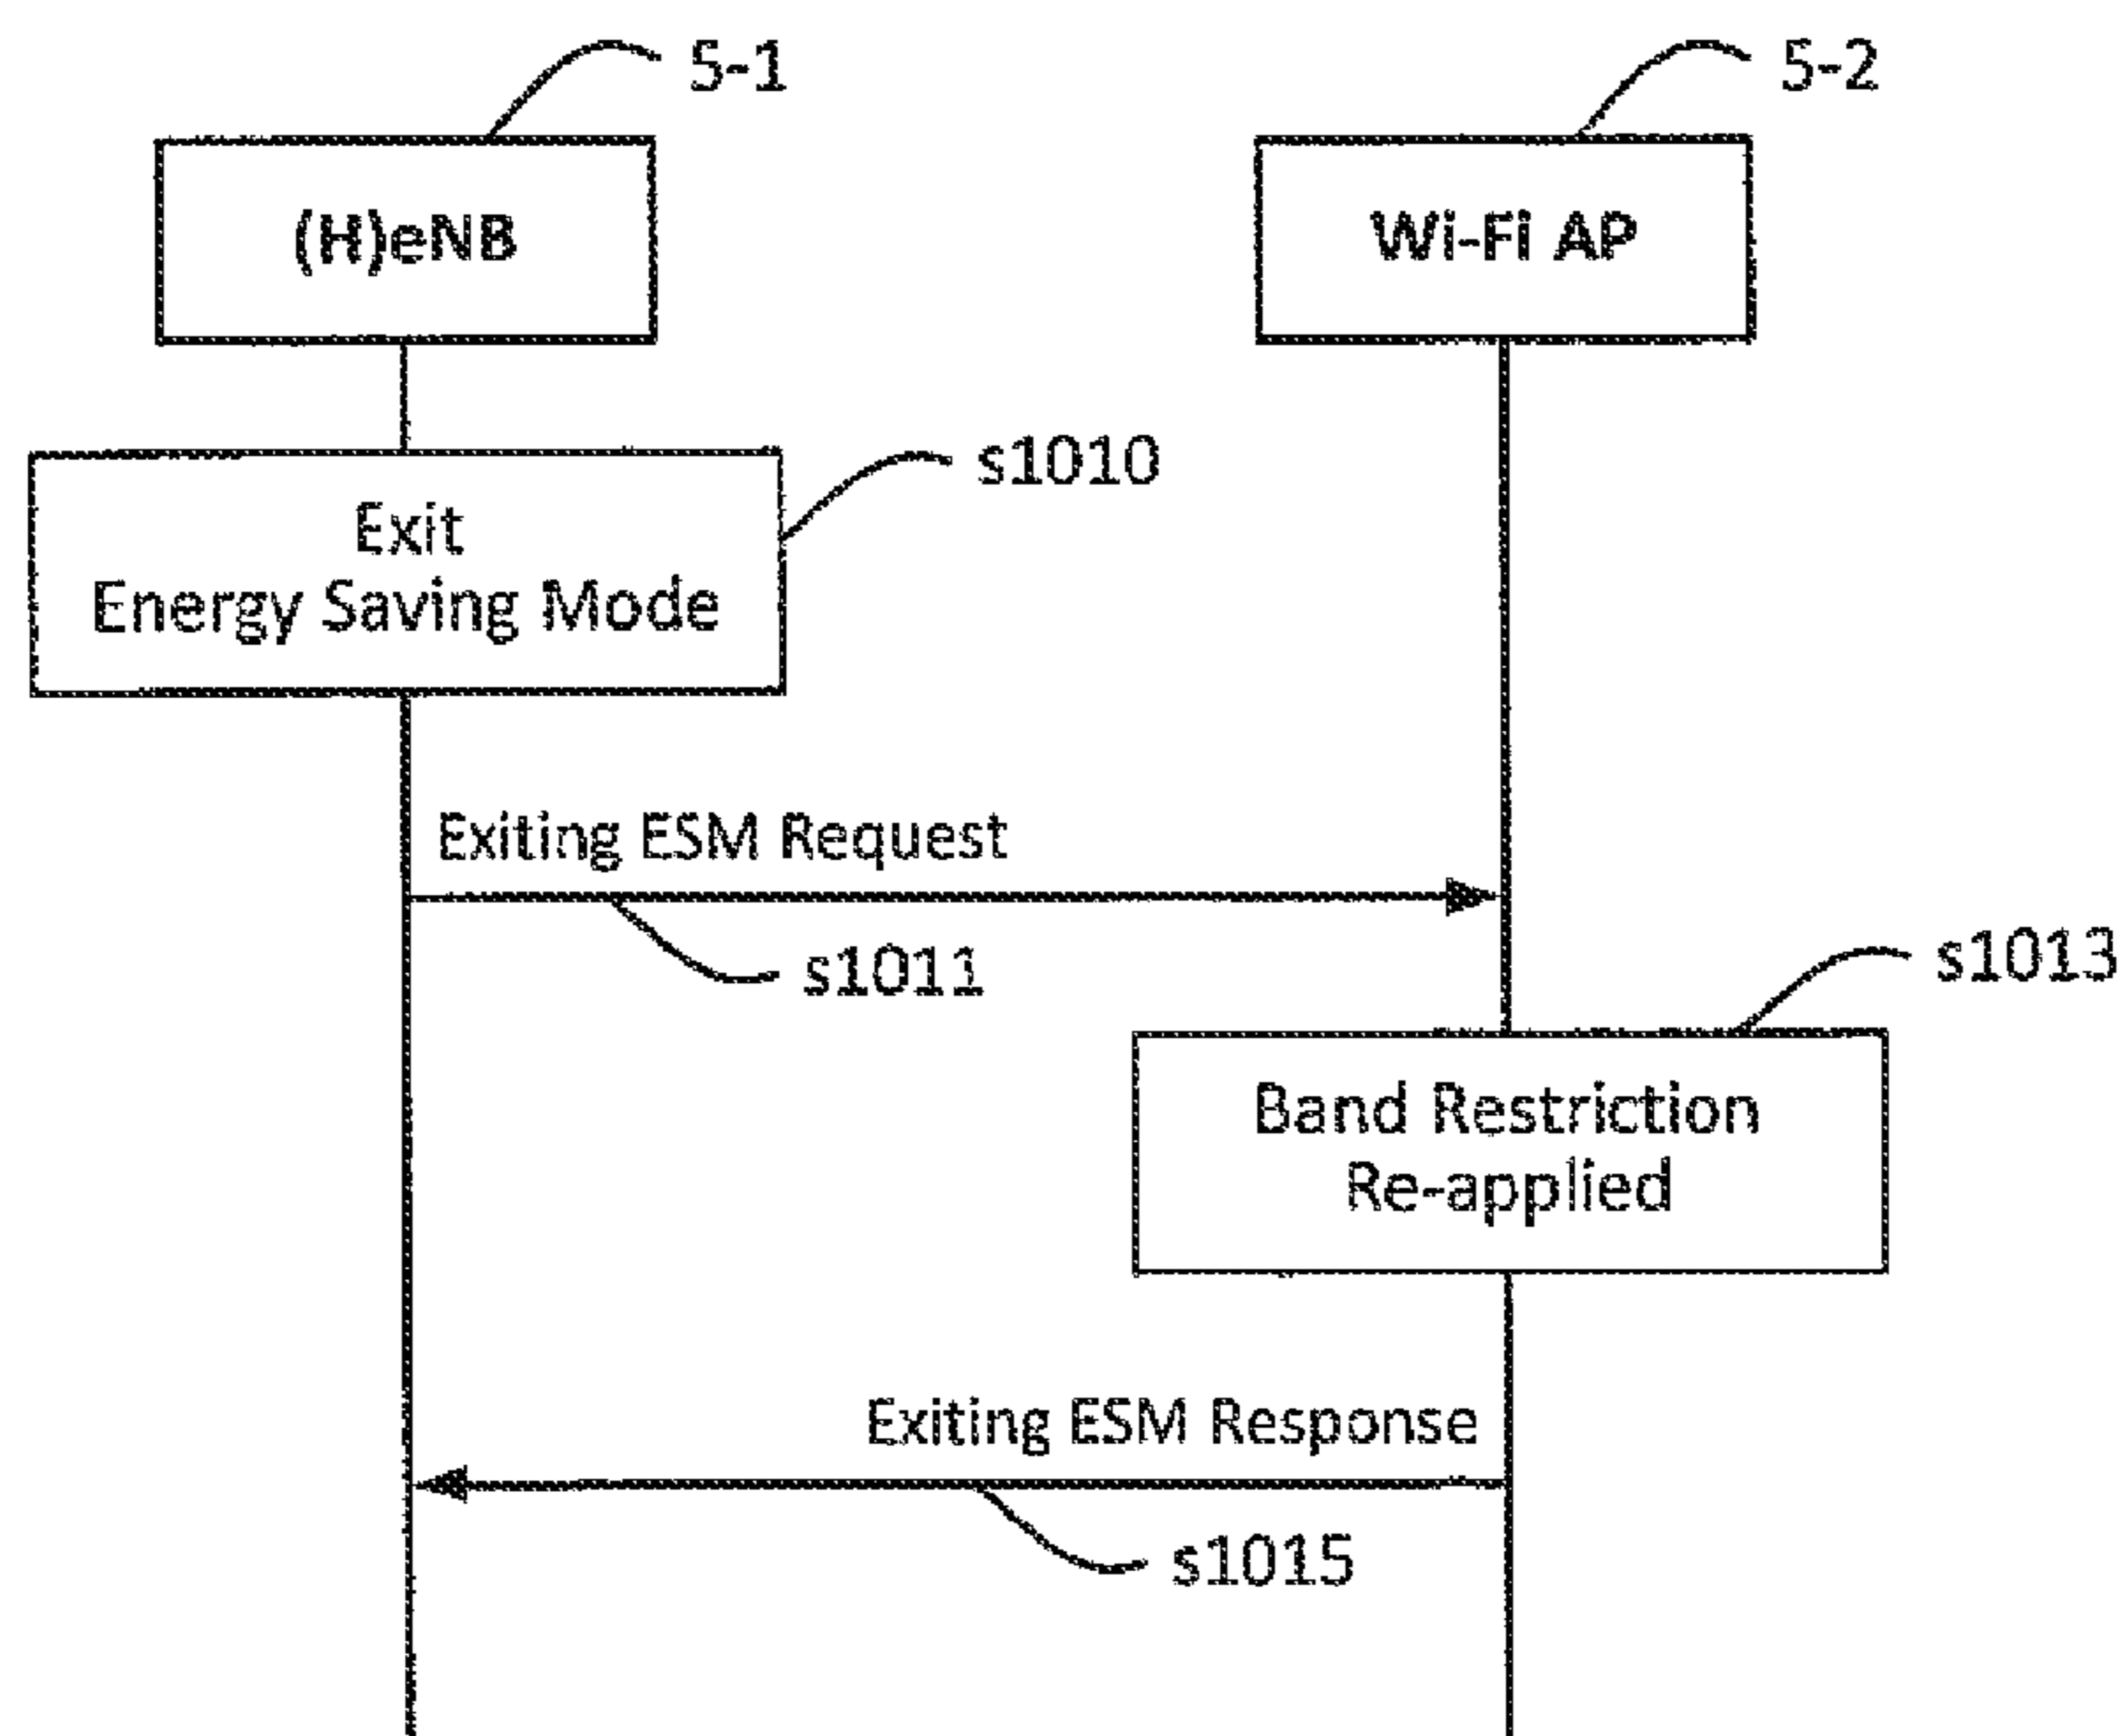 5-1
5-2
(H)eNB
Wi-Fi AP
s1010
Exit
Energy Saving Mode
Exiting ESM Request
s1011
s1013
Band Restriction
Re-applied
Exiting ESM Response
s1015